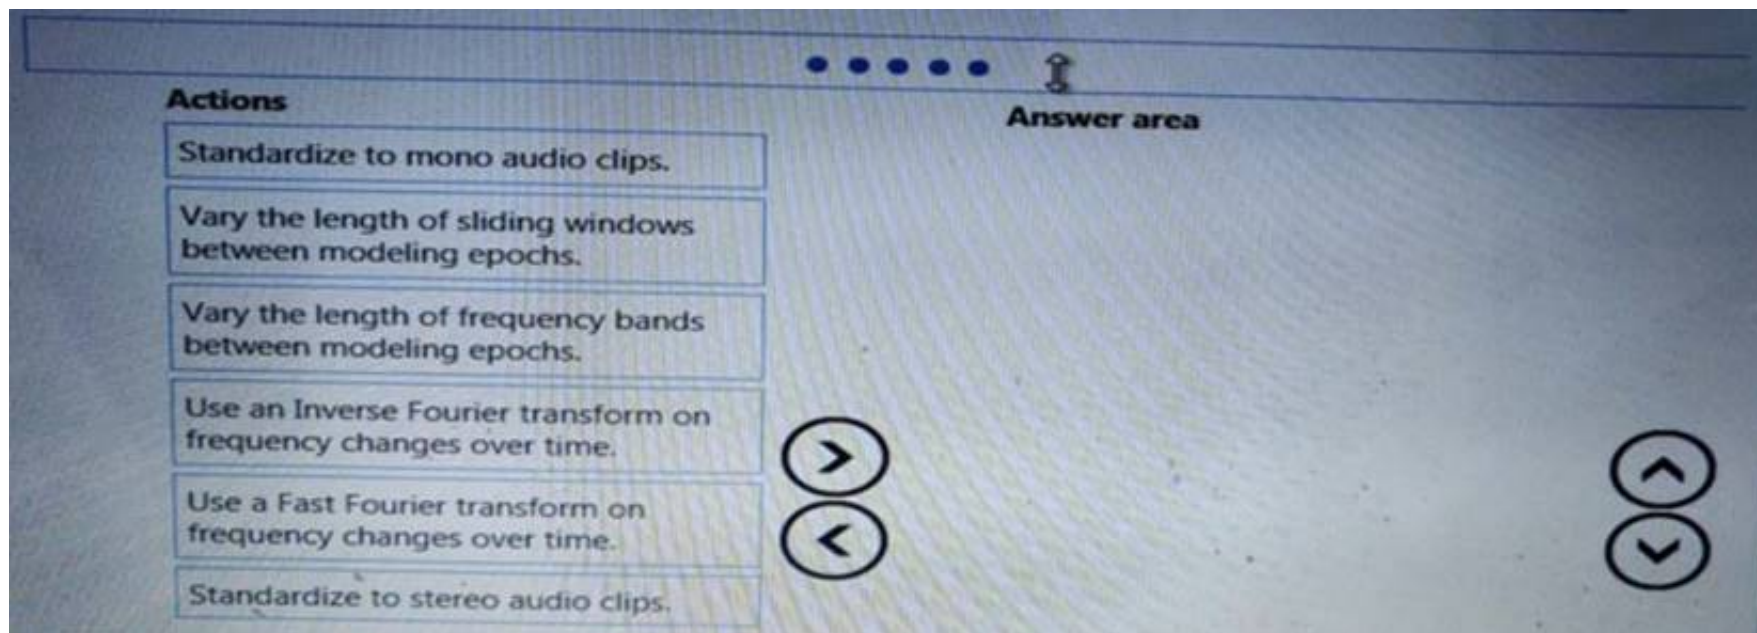 Actions
Answer area
Standardize to mono audio clips.
Vary the length of sliding windows
between modeling epochs.
Vary the length of frequency bands
between modeling epochs.
Use an Inverse Fourier transform on
frequency changes over time.
Use a Fast Fourier transform on
frequency changes over time.
Standardize to stereo audio clips.